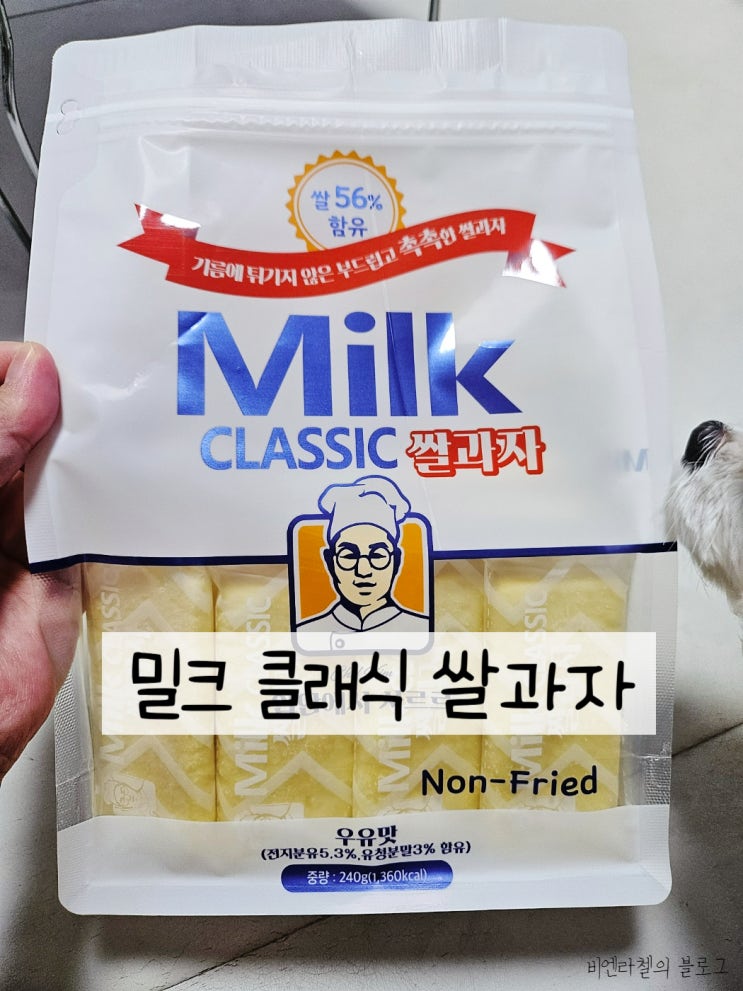 쌀 56%
함유
기름에 튀기지 않은 부드럽고 촉촉한 쌀과자
Milk
CLASSIC 쌀과자
밀크 클래식 쌀과자
Non-Fried
우유맛
(전지분유5.3%,유청분말3% 함유)
중량 : 240g(1,360kcal)
비엔라첼의 블로그